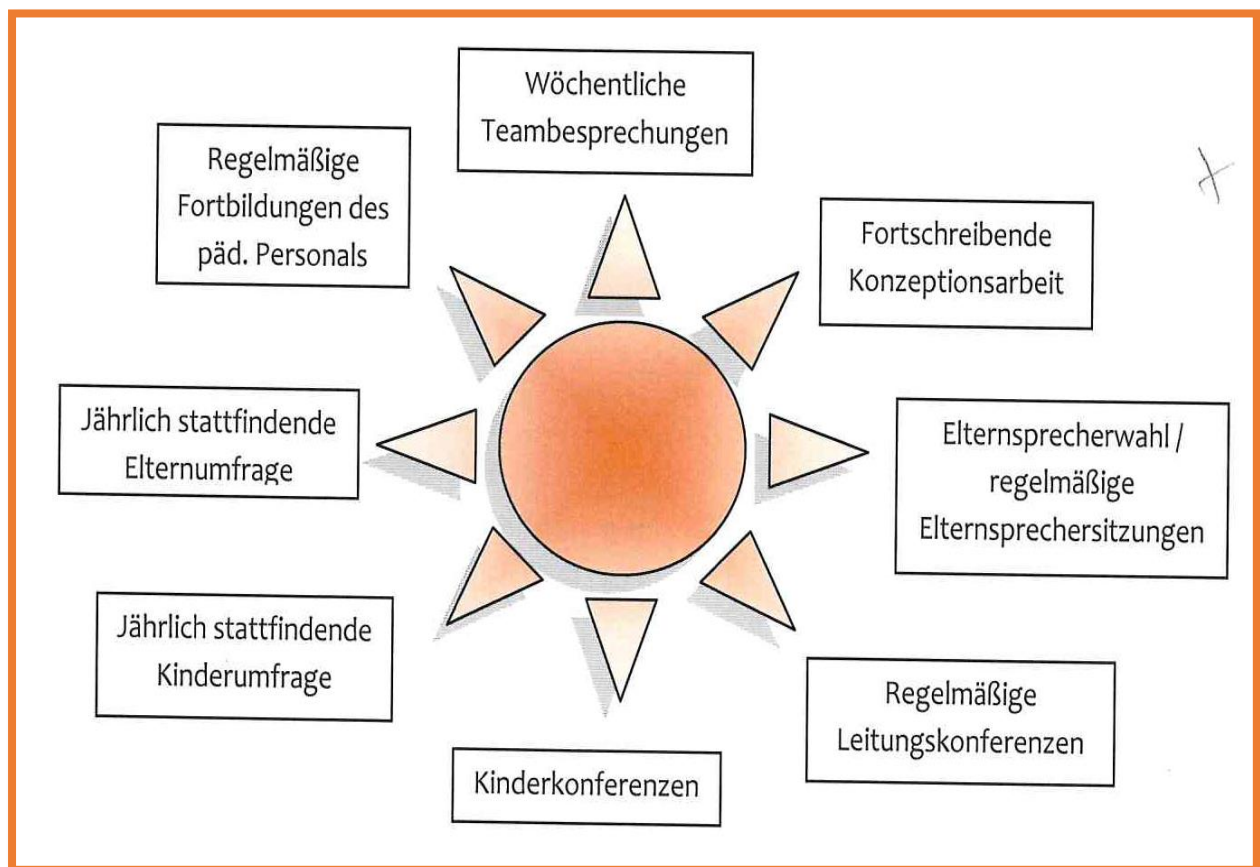 Wöchentliche
Teambesprechungen
Regelmäßige
Fortbildungen des
päd. Personals
Fortschreibende
Konzeptionsarbeit
Jährlich stattfindende
Elternumfrage
Elternsprecherwahl /
regelmäßige
Elternsprechersitzungen
Jährlich stattfindende
Kinderumfrage
Regelmäßige
Leitungskonferenzen
Kinderkonferenzen